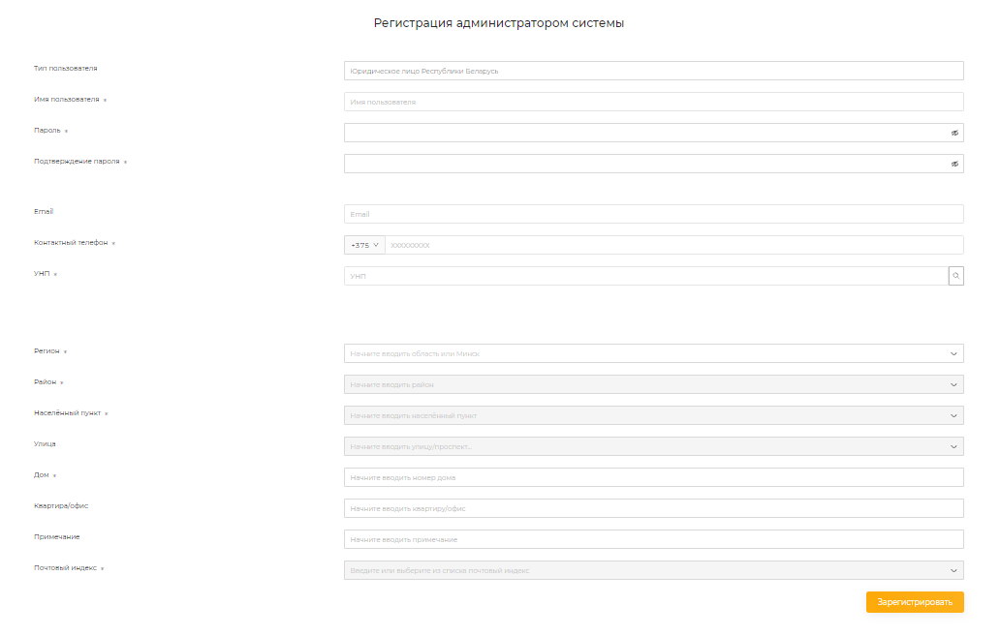 Регистрация администратором системы
Тип пользователя
Юридическое лицо Республики Беларусь
Имя пользователя *
Имя пользователя
Пароль *
Подтверждение пароля *
Email
Email
Контактный телефон *
+375 XXXXXXXXX
УНП *
УНП
Регион *
Начните вводить область или Минск
Район *
Начните вводить район
Населённый пункт *
Начните вводить населённый пункт
Улица
Начните вводить улицу/проспект...
Дом *
Начните вводить номер дома
Квартира/офис
Начните вводить квартиру/офис
Примечание
Начните вводить примечание
Почтовый индекс *
Введите или выберите из списка почтовый индекс
Зарегистрировать